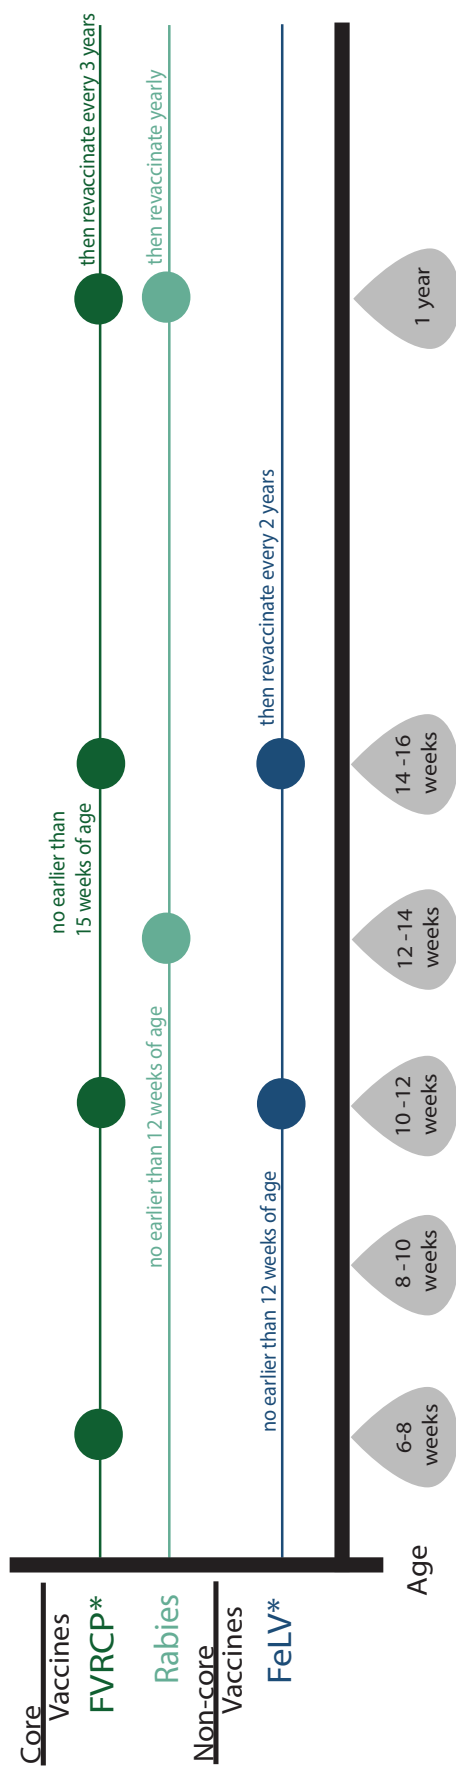 Core
Vaccines
FVRCP*
no earlier than
15 weeks of age
then revaccinate every 3 years
Rabies
no earlier than 12 weeks of age
then revaccinate yearly
Non-core
Vaccines
FeLV*
no earlier than 12 weeks of age
then revaccinate every 2 years
Age
6-8
weeks
8 -10
weeks
10 -12
weeks
12 -14
weeks
14 -16
weeks
1 year